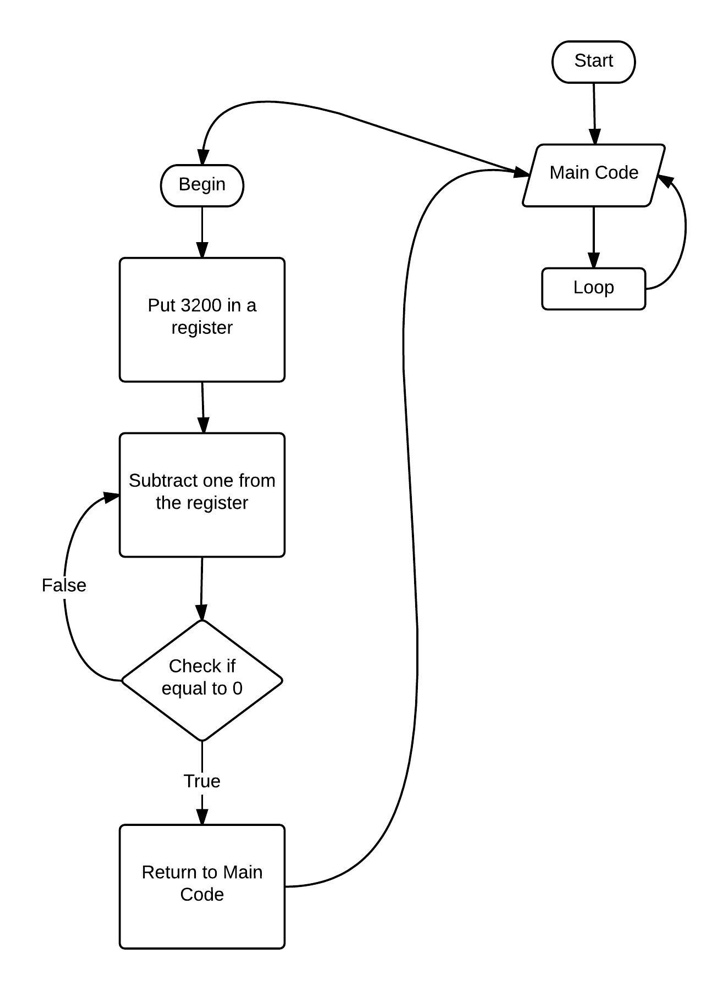 Start
Main Code
Loop
Begin
Put 3200 in a
register
Subtract one from
the register
False
Check if
equal to 0
True
Return to Main
Code